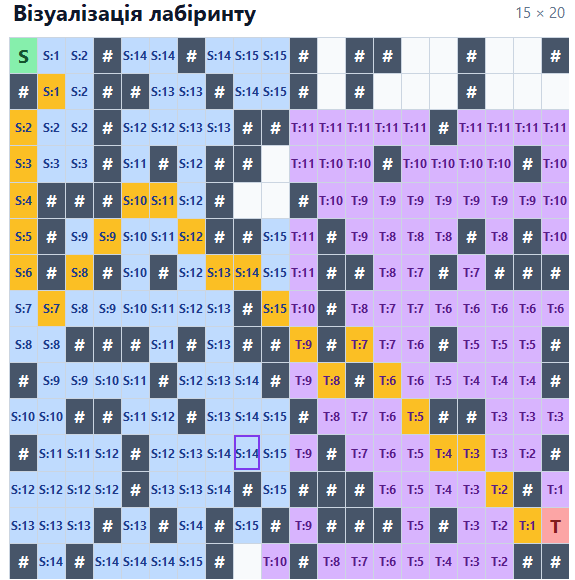 Візуалізація лабіринту 15 × 20
S S:1 S:2 # S:14 S:14 # S:14 S:15 S:15 # # # # #
# S:1 S:2 # # S:13 S:13 # S:14 S:15 # # #
S:2 S:2 S:2 # S:12 S:12 S:13 S:13 # # T:11 T:11 T:11 T:11 T:11 # T:11 T:11 T:11 T:11
S:3 S:3 S:3 # S:11 # S:12 # # T:11 T:11 T:10 # T:10 T:10 T:10 T:10 # T:10
S:4 # # # S:10 S:11 S:12 # # T:10 T:9 T:9 T:9 T:9 T:9 T:9 T:9 T:10
S:5 # S:9 S:9 S:10 S:11 S:12 # # S:15 T:11 # T:9 T:8 T:8 T:8 # T:8 # T:10
S:6 # S:8 # S:10 # S:12 S:13 S:14 S:15 T:11 # # T:8 T:7 # T:7 # # #
S:7 S:7 S:8 S:9 S:10 S:11 S:12 S:13 # S:15 T:10 # T:8 T:7 T:7 T:6 T:6 T:6 T:6 T:6
S:8 S:8 # # # S:11 # S:13 # # T:9 # T:7 T:7 T:6 # T:5 T:5 T:5 #
# S:9 S:9 S:10 S:11 # S:12 S:13 S:14 # T:9 T:8 # T:6 T:6 T:5 T:4 T:4 T:4 #
S:10 S:10 # # S:11 S:12 # S:13 S:14 S:15 # T:8 T:7 T:6 T:5 # # T:3 T:3 T:3
# S:11 S:11 S:12 # S:12 S:13 S:14 S:14 S:15 T:9 # T:7 T:6 T:5 T:4 T:3 T:3 T:2 #
S:12 S:12 S:12 S:12 # S:13 S:13 S:14 # S:15 # # # T:6 T:5 T:4 T:3 T:2 # T:1
S:13 S:13 S:13 # S:13 # S:14 # S:15 # T:9 # # # T:5 # T:3 T:2 T:1 T
# S:14 # S:14 S:14 S:14 S:15 # T:10 # T:8 T:7 T:6 T:5 T:4 T:3 T:2 # #